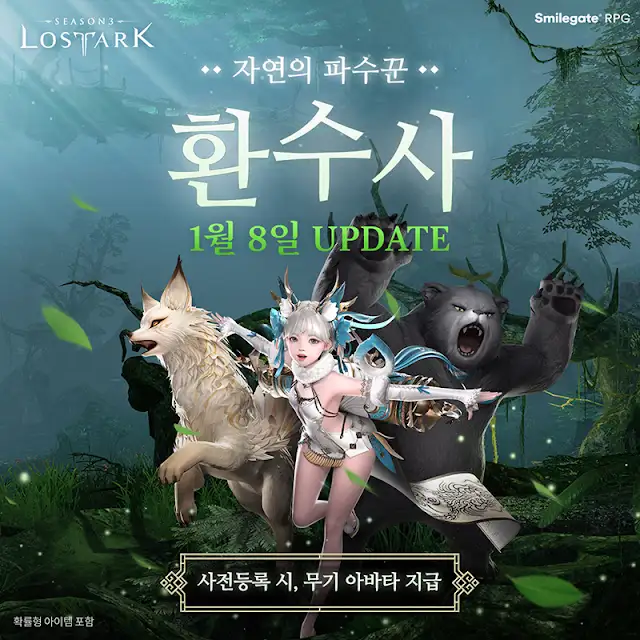 SEASON3
LOSTARK
Smilegate RPG
자연의 파수꾼
환수사
1월 8일 UPDATE
사전등록 시, 무기 아바타 지급
확률형 아이템 포함